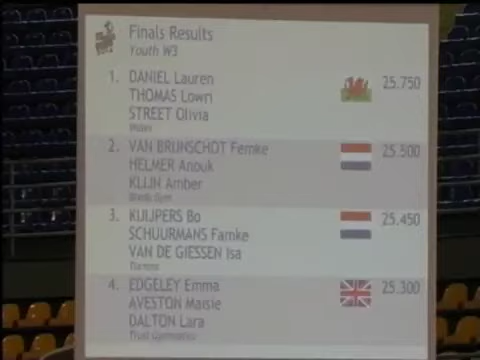 Finals Results
Youth W3
1. DANIEL Lauren 25.750
THOMAS Lowri
STREET Olivia
Wales
2. VAN BRUNSCHOT Femke 25.500
HELMER Anouk
KLIJN Amber
3. KUIJPERS Bo 25.450
SCHUURMANS Famke
VAN DE GIESSEN Isa
4. EDGELEY Emma 25.300
AVESTON Maisie
DALTON Lara